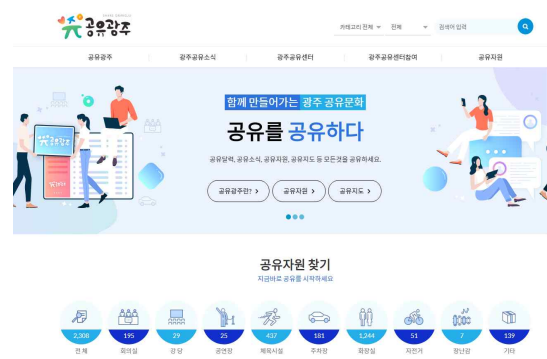 공유광주
카테고리 전체 전체 검색어 입력
공유광주 광주공유소식 광주공유센터 광주공유센터참여 공유자원
함께 만들어가는 광주 공유문화
공유를 공유하다
공유달력, 공유소식, 공유자원, 공유지도 등 모든것을 공유하세요.
공유광주란? > 공유자원 > 공유지도 >
공유자원 찾기
지금바로 공유를 시작하세요
2,308 195 29 25 437 181 1,244 51 7 139
전체 회의실 강당 공연장 체육시설 주차장 화장실 자전거 장난감 기타